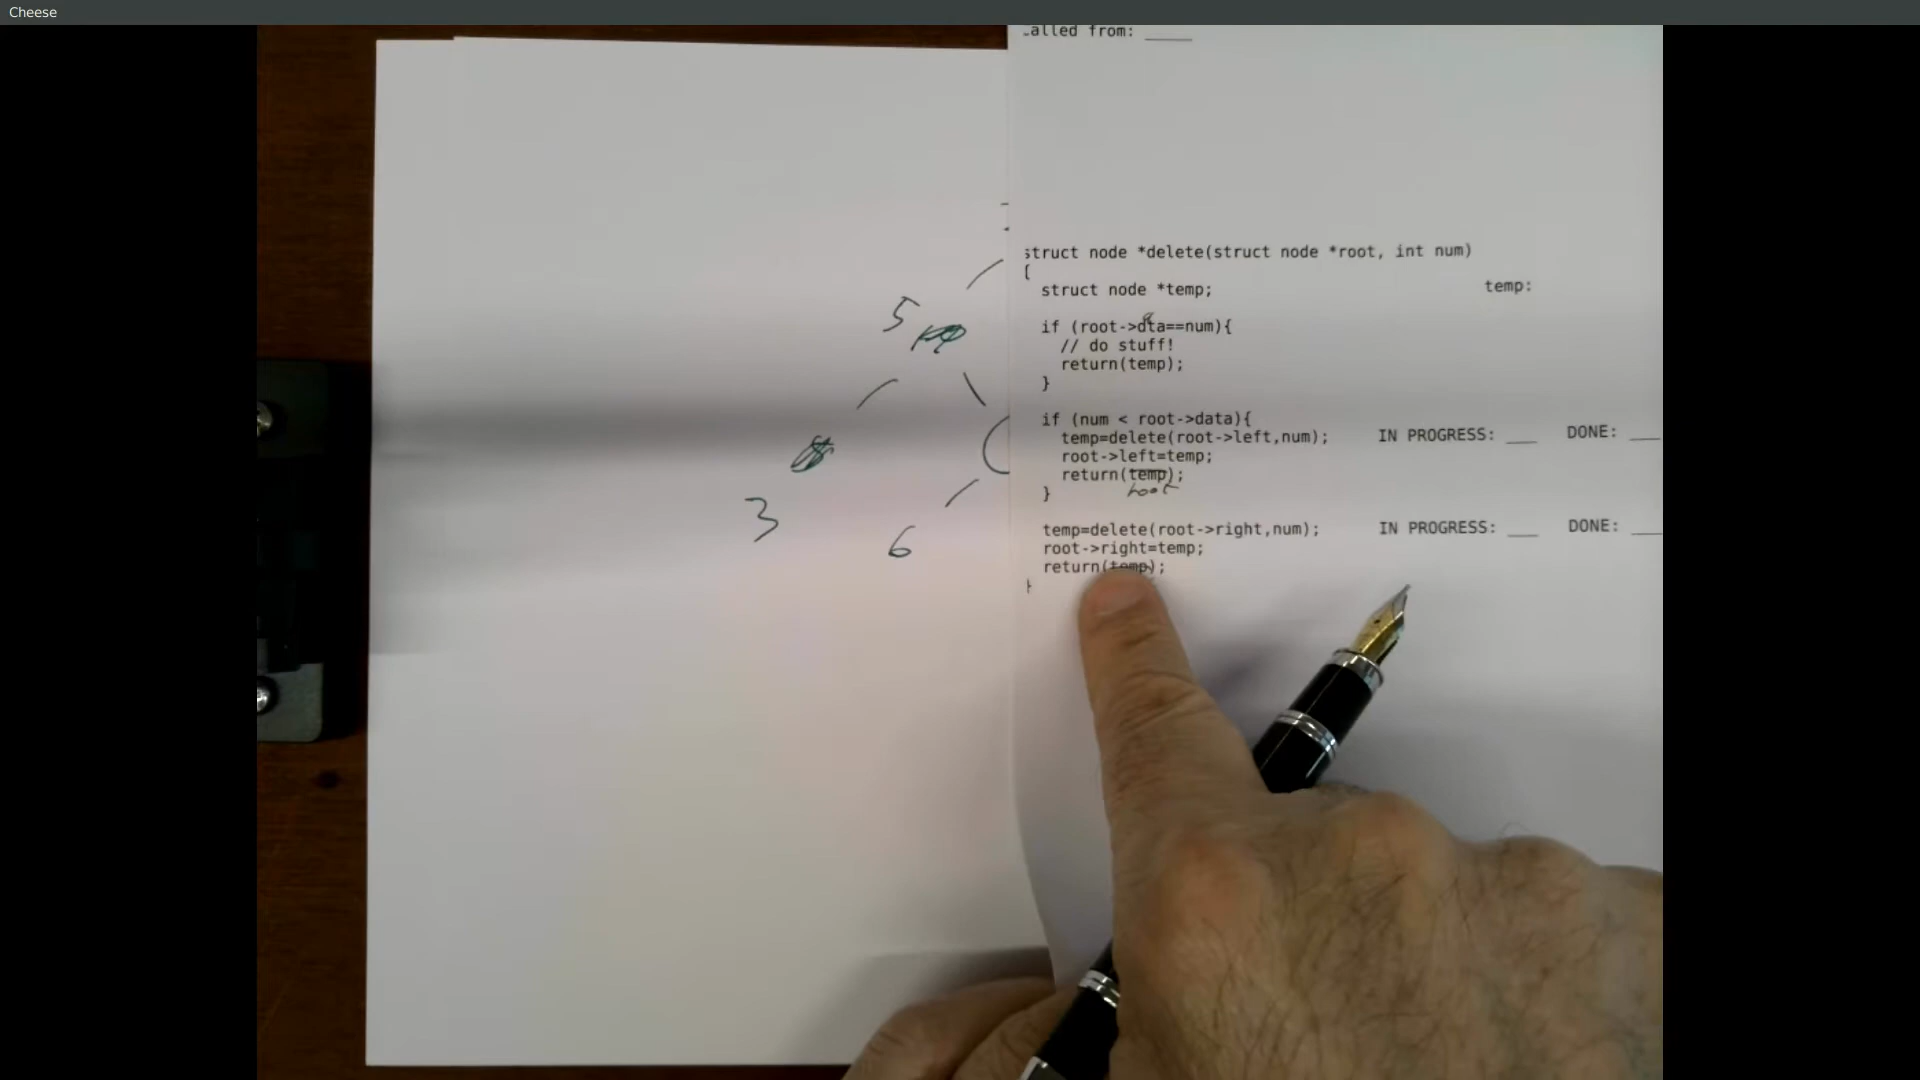 Cheese
alled from: _____
struct node *delete(struct node *root, int num)
{
struct node *temp;
temp:
a
if (root->dta==num){
// do stuff!
return(temp);
}
if (num < root->data){
temp=delete(root->left,num); IN PROGRESS: ___ DONE: ___
root->left=temp;
return(temp);
root
}
temp=delete(root->right,num); IN PROGRESS: ___ DONE: ___
root->right=temp;
return(temp);
}
5
3
6